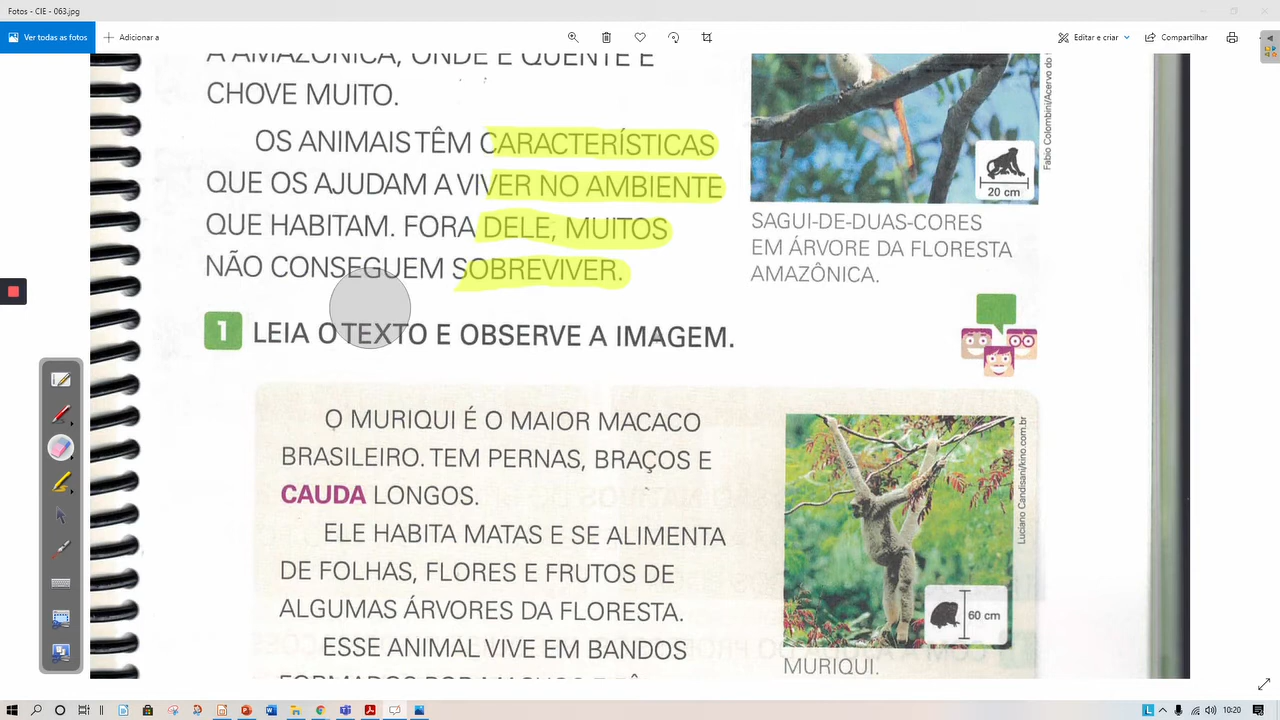 Fotos - CIE - 063.jpg
Ver todas as fotos
Adicionar a
Editar e criar
Compartilhar
A AMAZÔNICA, ONDE É QUENTE E
CHOVE MUITO.
OS ANIMAIS TÊM CARACTERÍSTICAS
QUE OS AJUDAM A VIVER NO AMBIENTE
QUE HABITAM. FORA DELE, MUITOS
NÃO CONSEGUEM SOBREVIVER.
20 cm
Fabio Colombini/Acervo do
SAGUI-DE-DUAS-CORES
EM ÁRVORE DA FLORESTA
AMAZÔNICA.
1 LEIA O TEXTO E OBSERVE A IMAGEM.
O MURIQUI É O MAIOR MACACO
BRASILEIRO. TEM PERNAS, BRAÇOS E
CAUDA LONGOS.
ELE HABITA MATAS E SE ALIMENTA
DE FOLHAS, FLORES E FRUTOS DE
ALGUMAS ÁRVORES DA FLORESTA.
ESSE ANIMAL VIVE EM BANDOS
60 cm
Luciano Candisani/kino.com.br
MURIQUI.
10:20